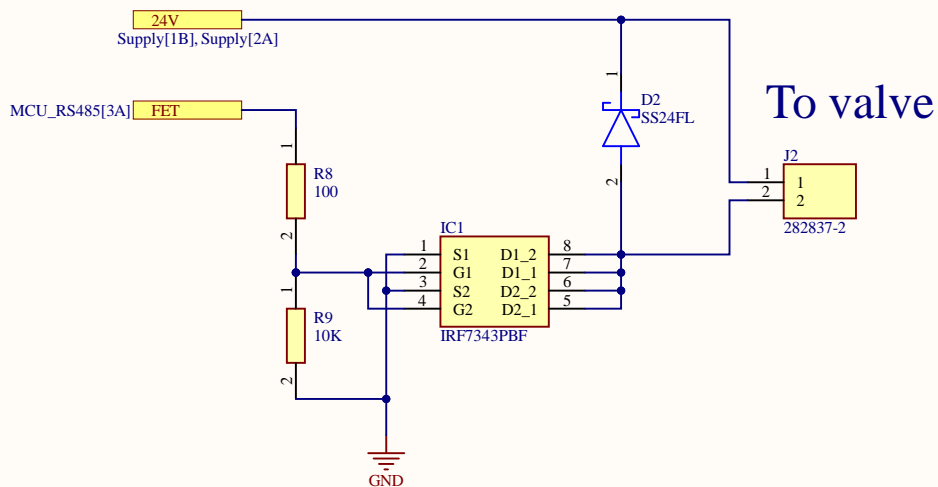 24V
Supply[1B], Supply[2A]
MCU_RS485[3A]
FET
1
R8
100
2
1
R9
10K
2
GND
IC1
1 S1 D1_2 8
2 G1 D1_1 7
3 S2 D2_2 6
4 G2 D2_1 5
IRF7343PBF
1
D2
SS24FL
2
To valve
J2
1 1
2 2
282837-2